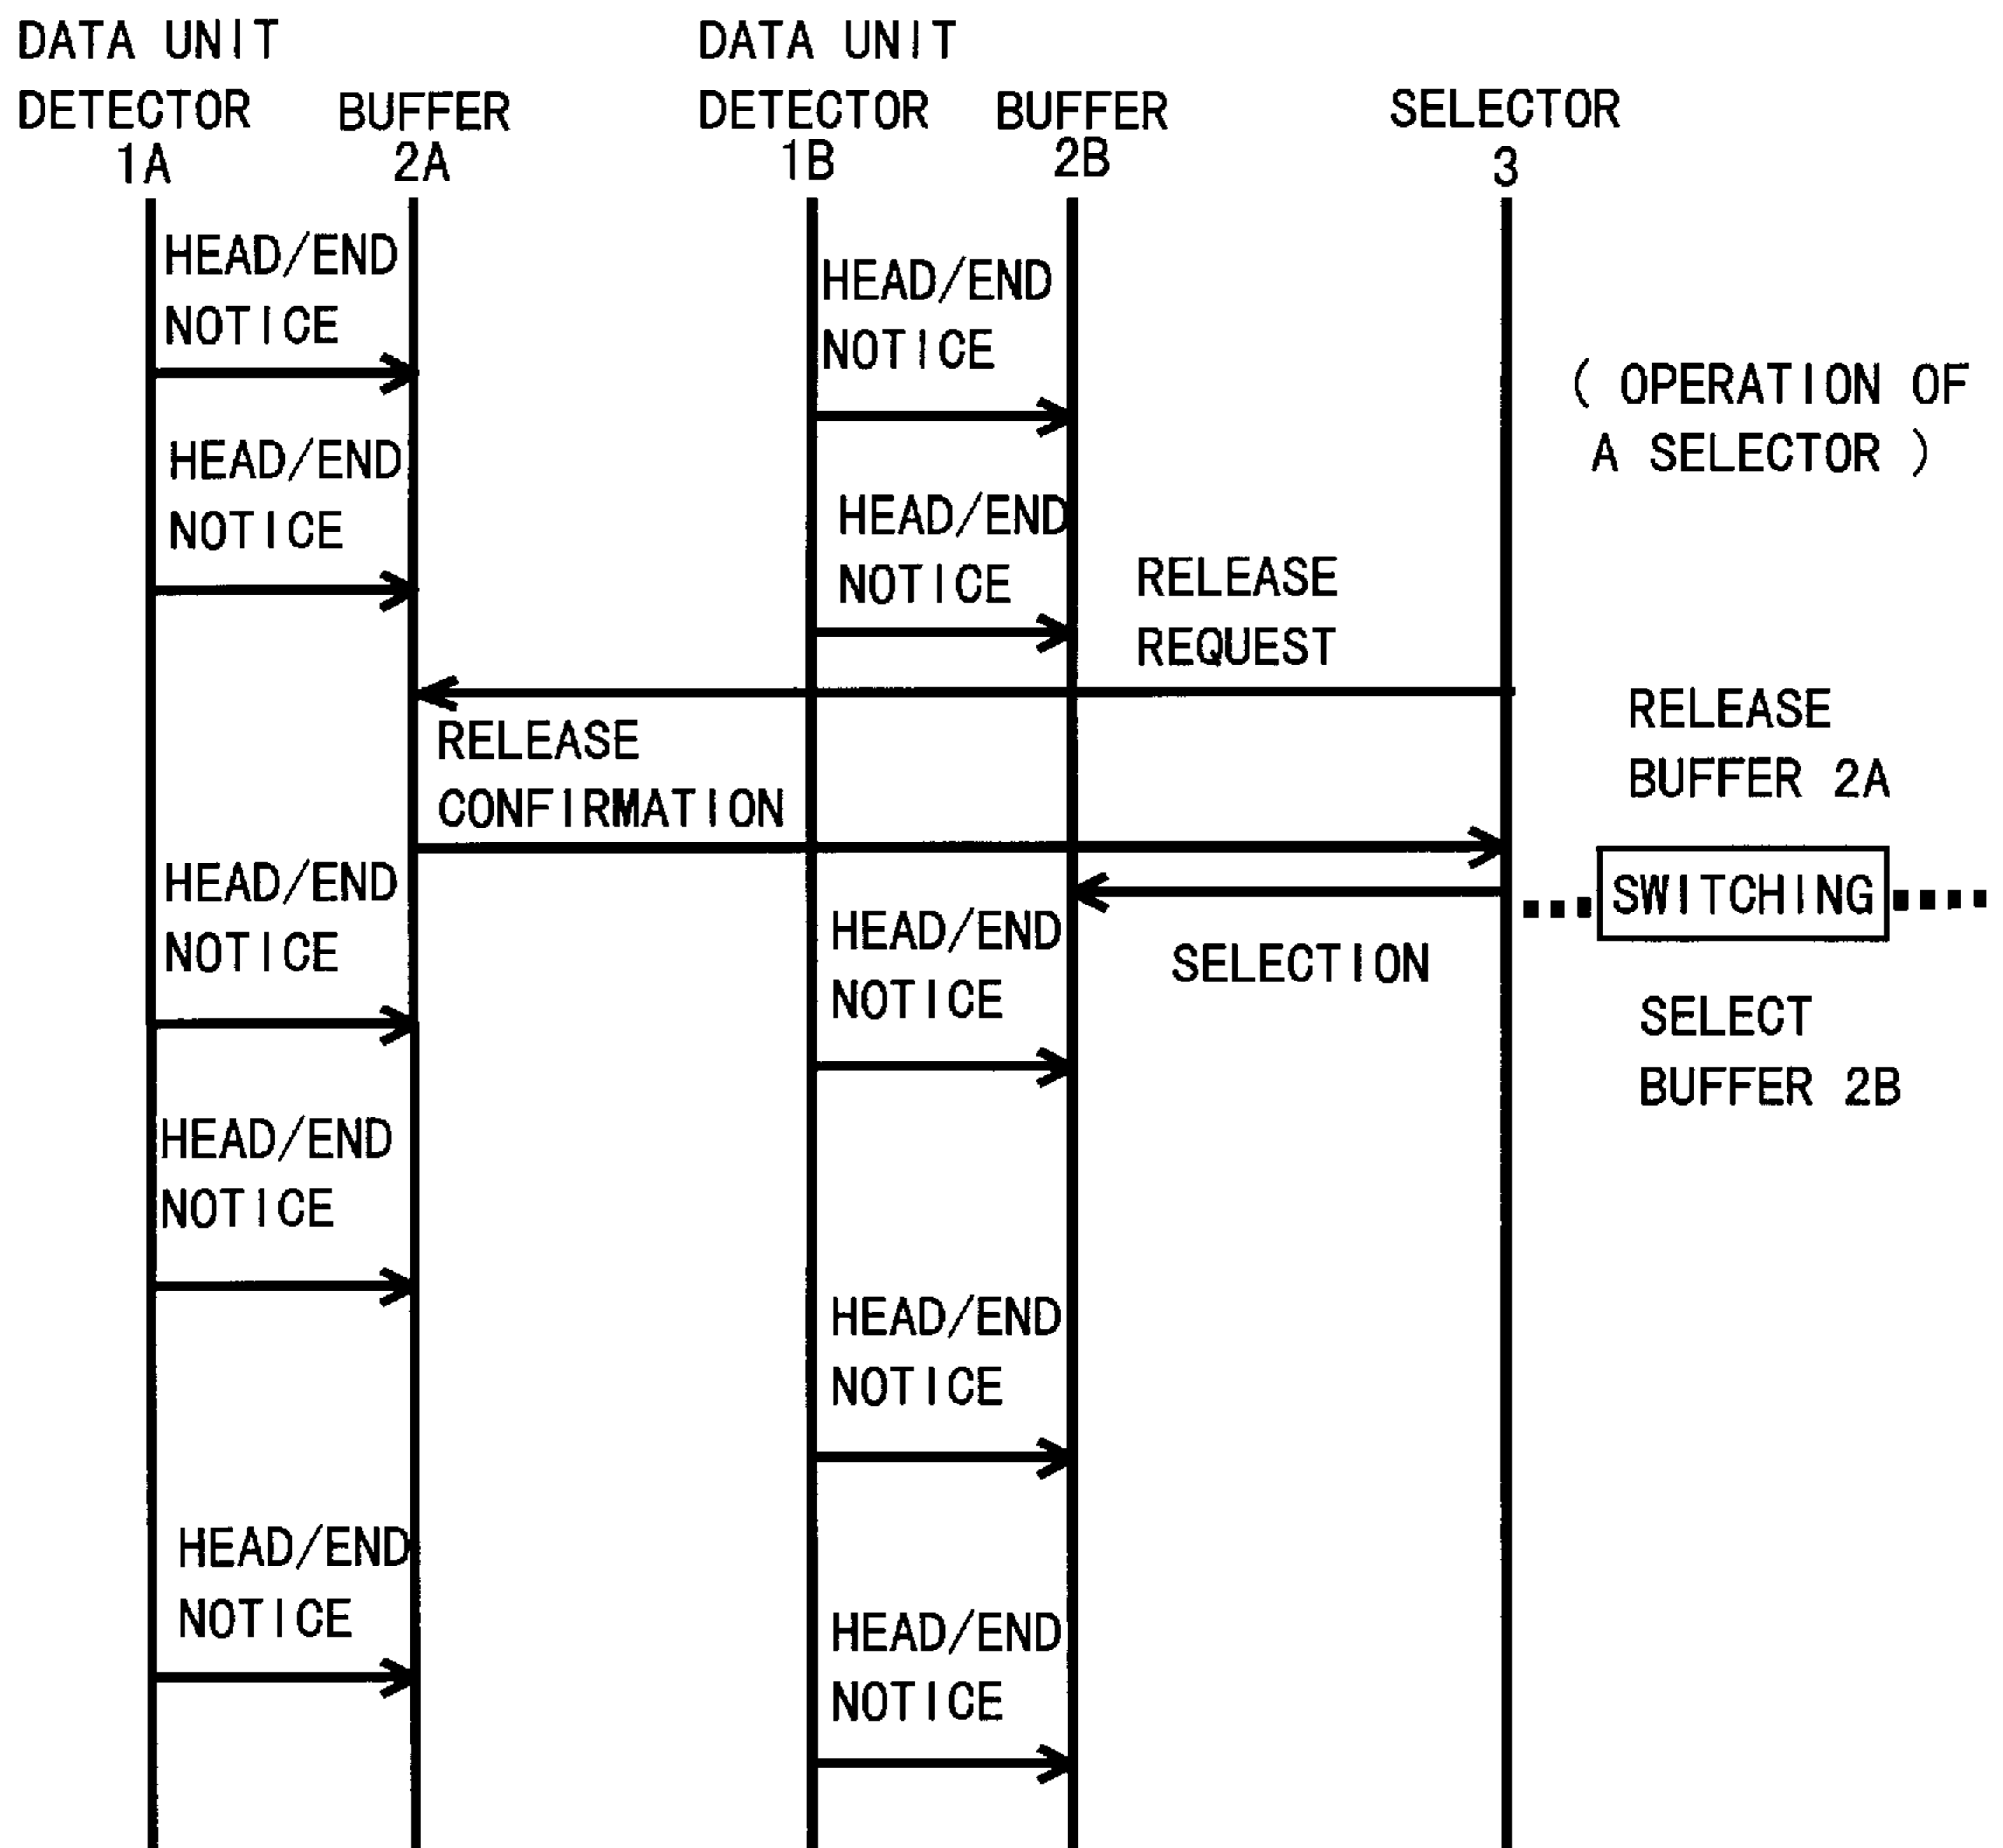 DATA UNIT
DETECTOR
1A
BUFFER
2A
DATA UNIT
DETECTOR
1B
BUFFER
2B
SELECTOR
3
HEAD/END
NOTICE
HEAD/END
NOTICE
( OPERATION OF
A SELECTOR )
HEAD/END
NOTICE
HEAD/END
NOTICE
RELEASE
REQUEST
RELEASE
BUFFER 2A
RELEASE
CONFIRMATION
SWITCHING
HEAD/END
NOTICE
HEAD/END
NOTICE
SELECTION
SELECT
BUFFER 2B
HEAD/END
NOTICE
HEAD/END
NOTICE
HEAD/END
NOTICE
HEAD/END
NOTICE